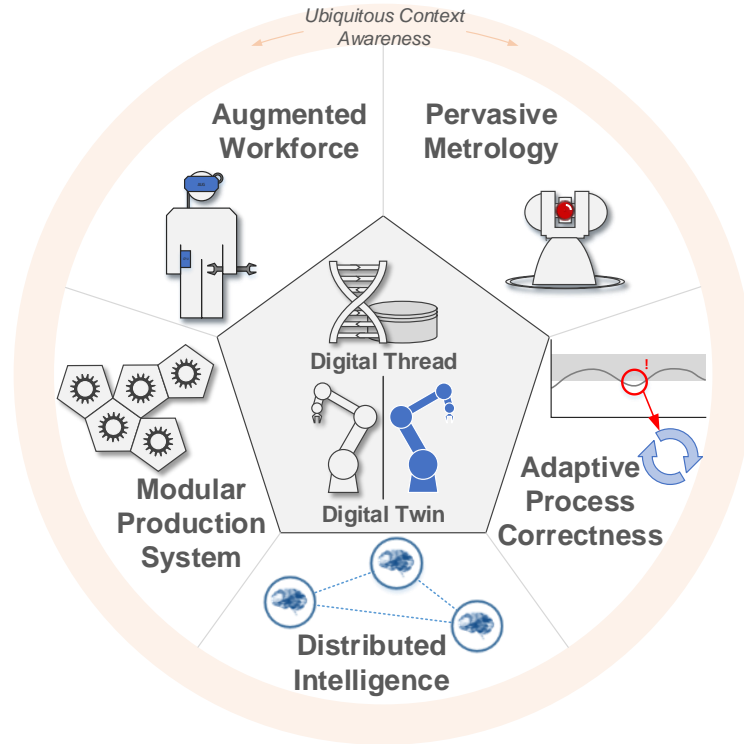 Ubiquitous Context
Awareness
Augmented
Workforce
Pervasive
Metrology
Digital Thread
!
Digital Twin
Modular
Production
System
Adaptive
Process
Correctness
Distributed
Intelligence